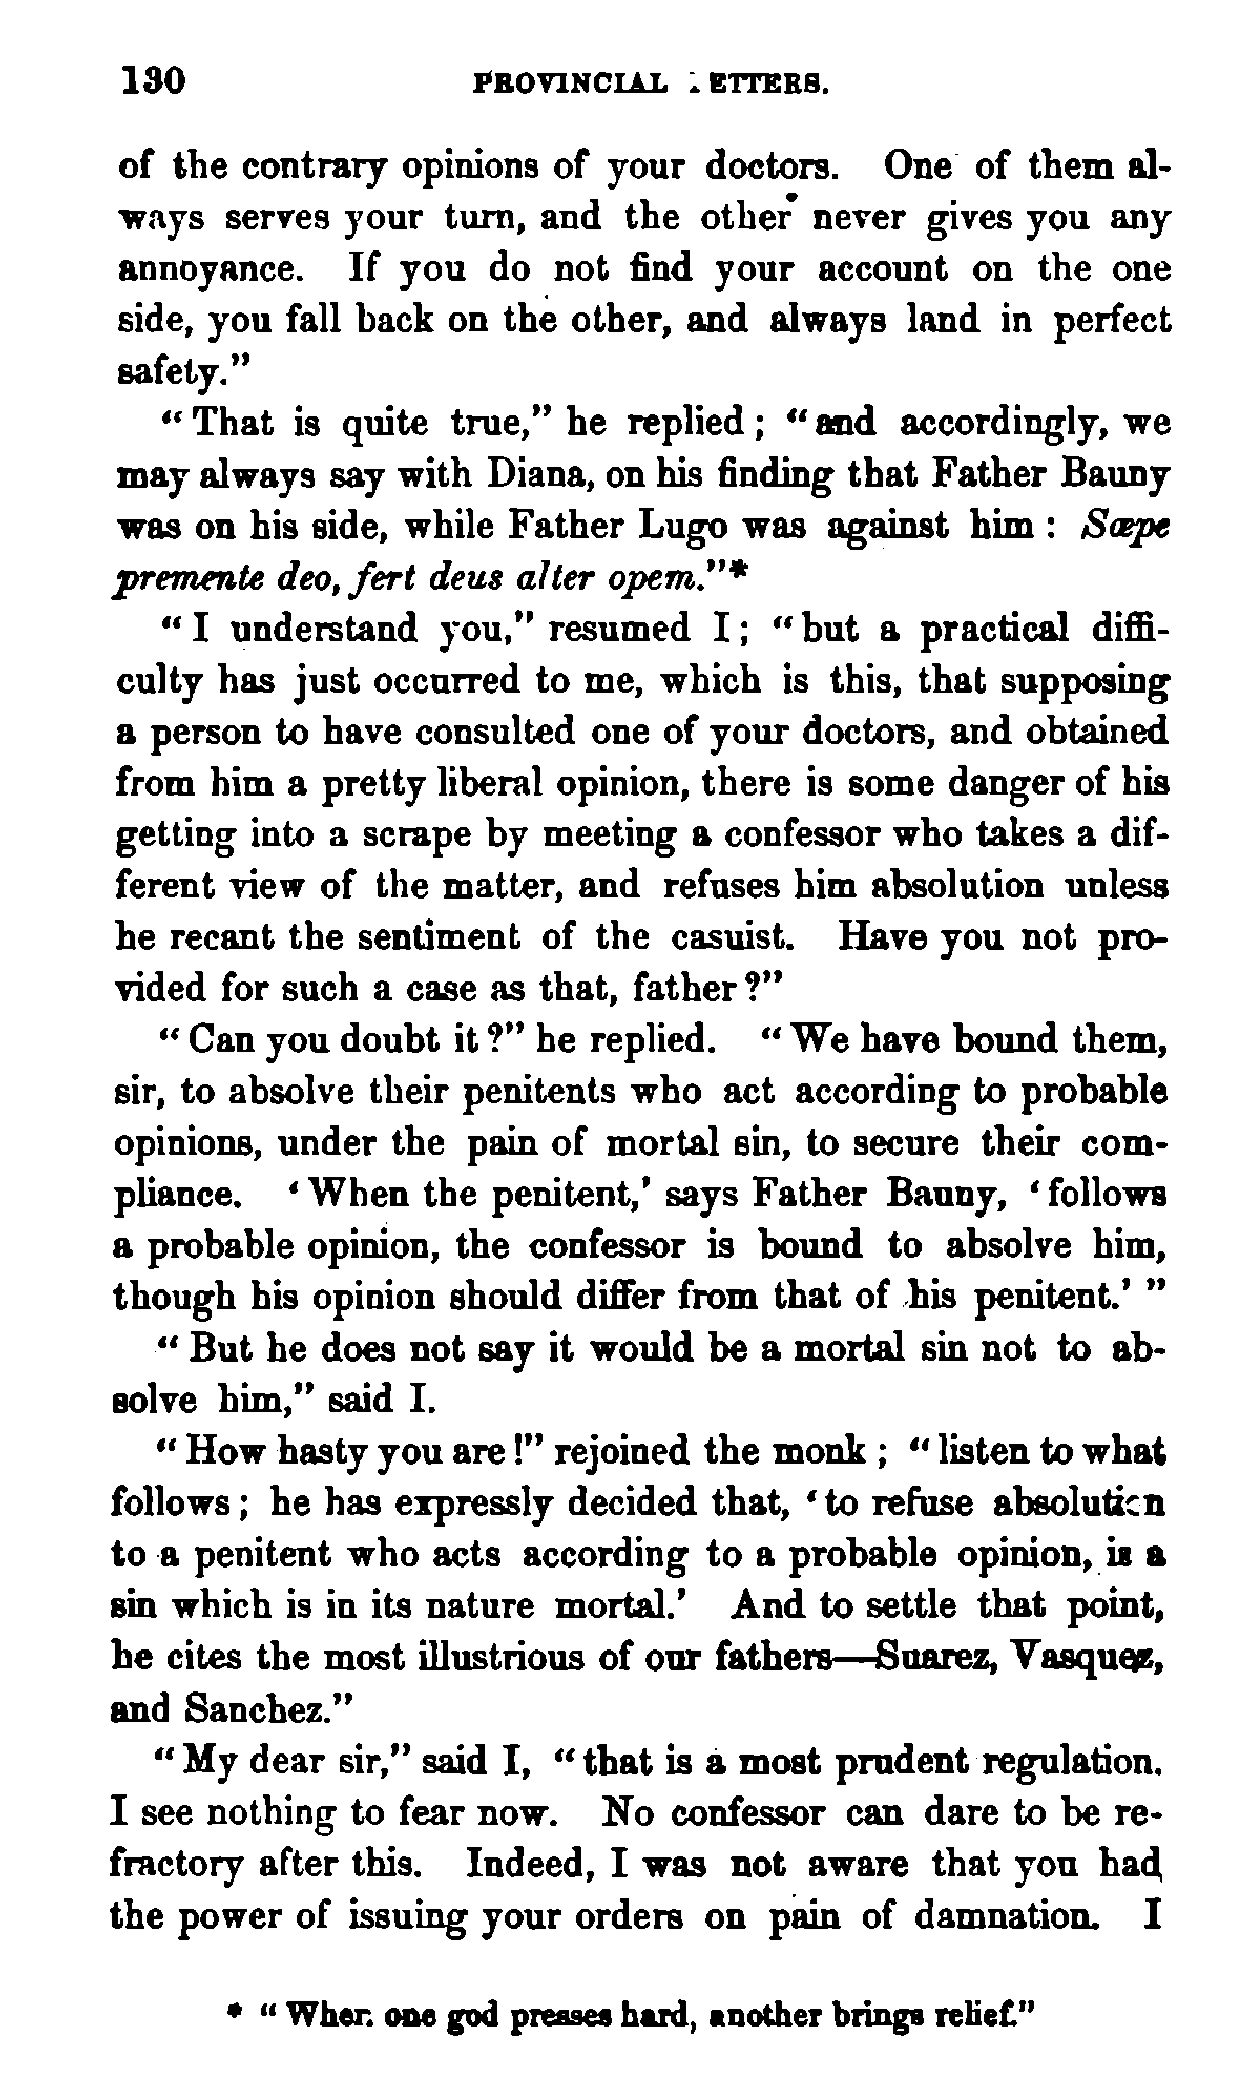 130 PROVINCIAL LETTERS.
of the contrary opinions of your doctors. One of them al-
ways serves your turn, and the other never gives you any
annoyance. If you do not find your account on the one
side, you fall back on the other, and always land in perfect
safety."
"That is quite true," he replied; "and accordingly, we
may always say with Diana, on his finding that Father Bauny
was on his side, while Father Lugo was against him: Sæpe
premente deo, fert deus alter opem."*
"I understand you," resumed I; "but a practical diffi-
culty has just occurred to me, which is this, that supposing
a person to have consulted one of your doctors, and obtained
from him a pretty liberal opinion, there is some danger of his
getting into a scrape by meeting a confessor who takes a dif-
ferent view of the matter, and refuses him absolution unless
he recant the sentiment of the casuist. Have you not pro-
vided for such a case as that, father?"
"Can you doubt it?" he replied. "We have bound them,
sir, to absolve their penitents who act according to probable
opinions, under the pain of mortal sin, to secure their com-
pliance. 'When the penitent,' says Father Bauny, 'follows
a probable opinion, the confessor is bound to absolve him,
though his opinion should differ from that of his penitent.' "
"But he does not say it would be a mortal sin not to ab-
solve him," said I.
"How hasty you are!" rejoined the monk; "listen to what
follows; he has expressly decided that, 'to refuse absolution
to a penitent who acts according to a probable opinion, is a
sin which is in its nature mortal.' And to settle that point,
he cites the most illustrious of our fathers—Suarez, Vasquez,
and Sanchez."
"My dear sir," said I, "that is a most prudent regulation.
I see nothing to fear now. No confessor can dare to be re-
fractory after this. Indeed, I was not aware that you had
the power of issuing your orders on pain of damnation. I
* "When one god presses hard, another brings relief."